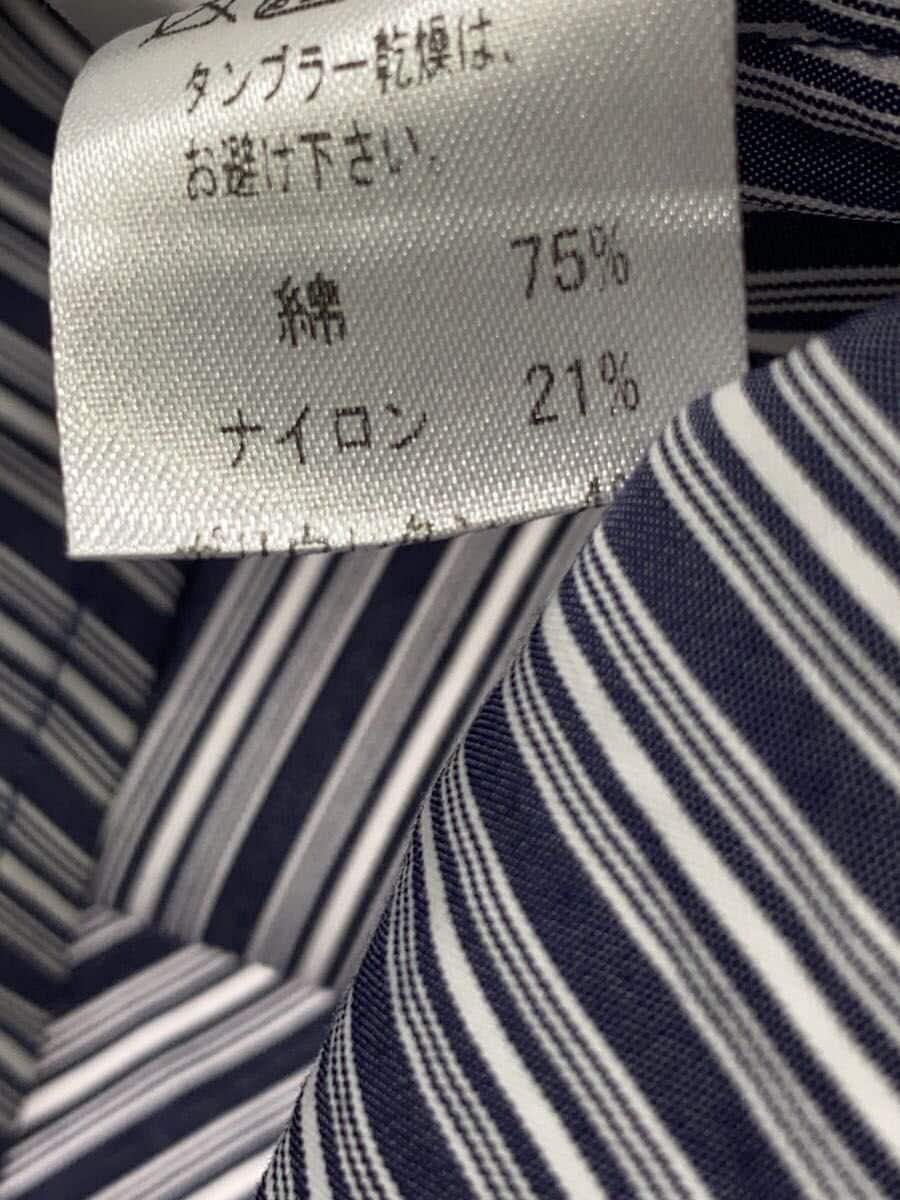 タンブラー乾燥は、
お避け下さい.
綿 75%
ナイロン 21%